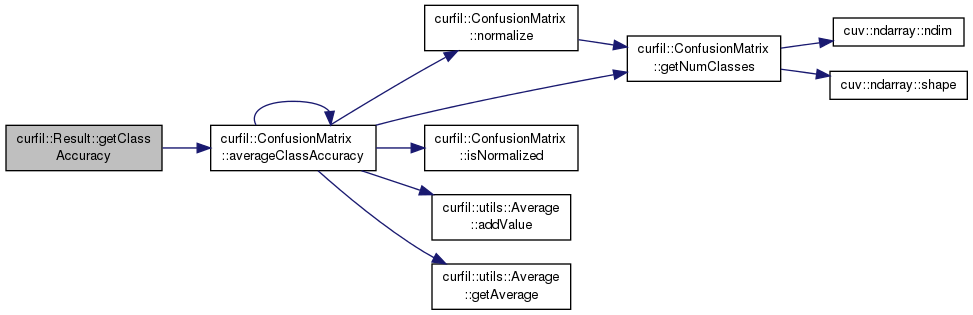 curfil::Result::getClass
Accuracy
curfil::ConfusionMatrix
::averageClassAccuracy
curfil::ConfusionMatrix
::normalize
curfil::ConfusionMatrix
::getNumClasses
cuv::ndarray::ndim
cuv::ndarray::shape
curfil::ConfusionMatrix
::isNormalized
curfil::utils::Average
::addValue
curfil::utils::Average
::getAverage